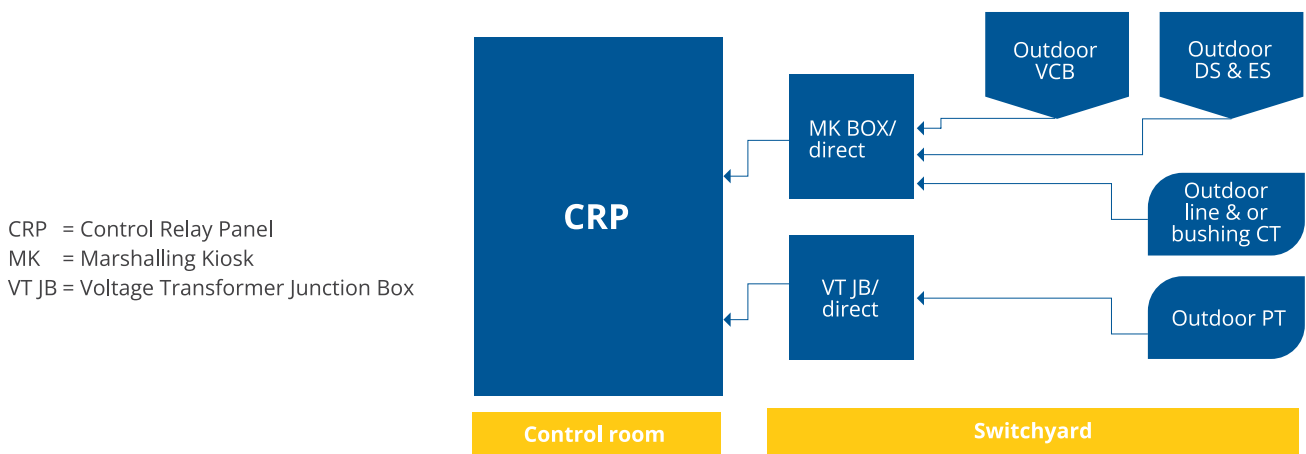 CRP = Control Relay Panel
MK = Marshalling Kiosk
VT JB = Voltage Transformer Junction Box
CRP
MK BOX/
direct
VT JB/
direct
Outdoor
VCB
Outdoor
DS & ES
Outdoor
line & or
bushing CT
Outdoor PT
Control room
Switchyard